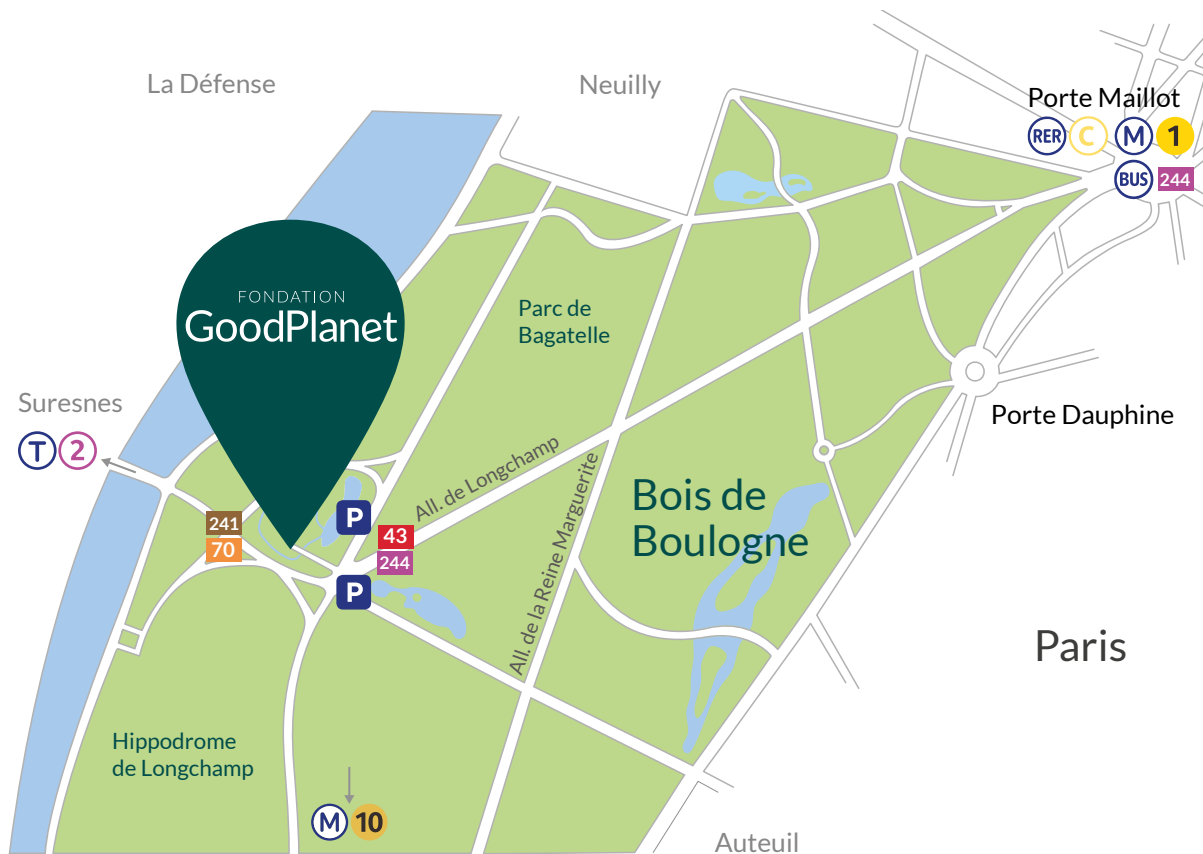 La Défense
Neuilly
Porte Maillot
RER C M 1
BUS 244
FONDATION
GoodPlanet
Parc de
Bagatelle
Suresnes
T 2
Porte Dauphine
All. de Longchamp
All. de la Reine Marguerite
Bois de
Boulogne
P
241
70
43
244
P
Paris
Hippodrome
de Longchamp
M 10
Auteuil